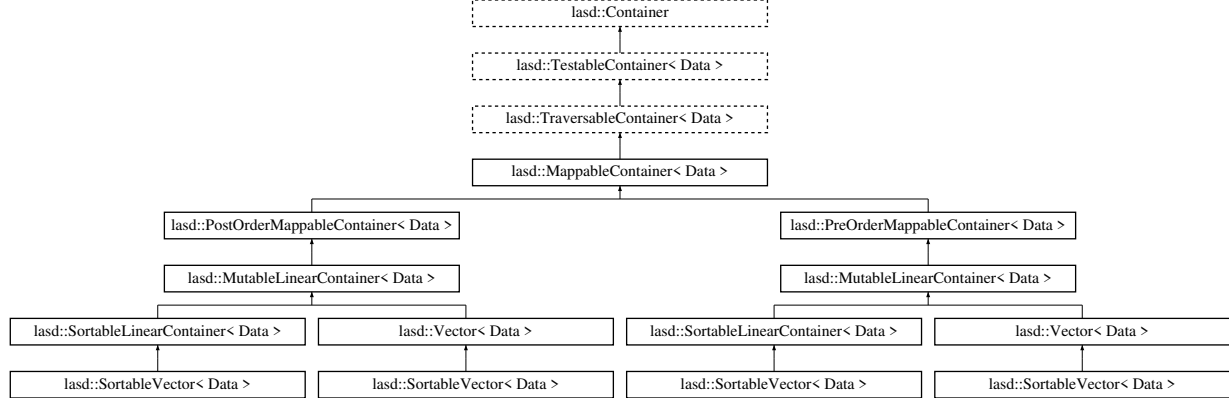 lasd::Container
lasd::TestableContainer< Data >
lasd::TraversableContainer< Data >
lasd::MappableContainer< Data >
lasd::PostOrderMappableContainer< Data > lasd::PreOrderMappableContainer< Data >
lasd::MutableLinearContainer< Data > lasd::MutableLinearContainer< Data >
lasd::SortableLinearContainer< Data > lasd::Vector< Data > lasd::SortableLinearContainer< Data > lasd::Vector< Data >
lasd::SortableVector< Data > lasd::SortableVector< Data > lasd::SortableVector< Data > lasd::SortableVector< Data >